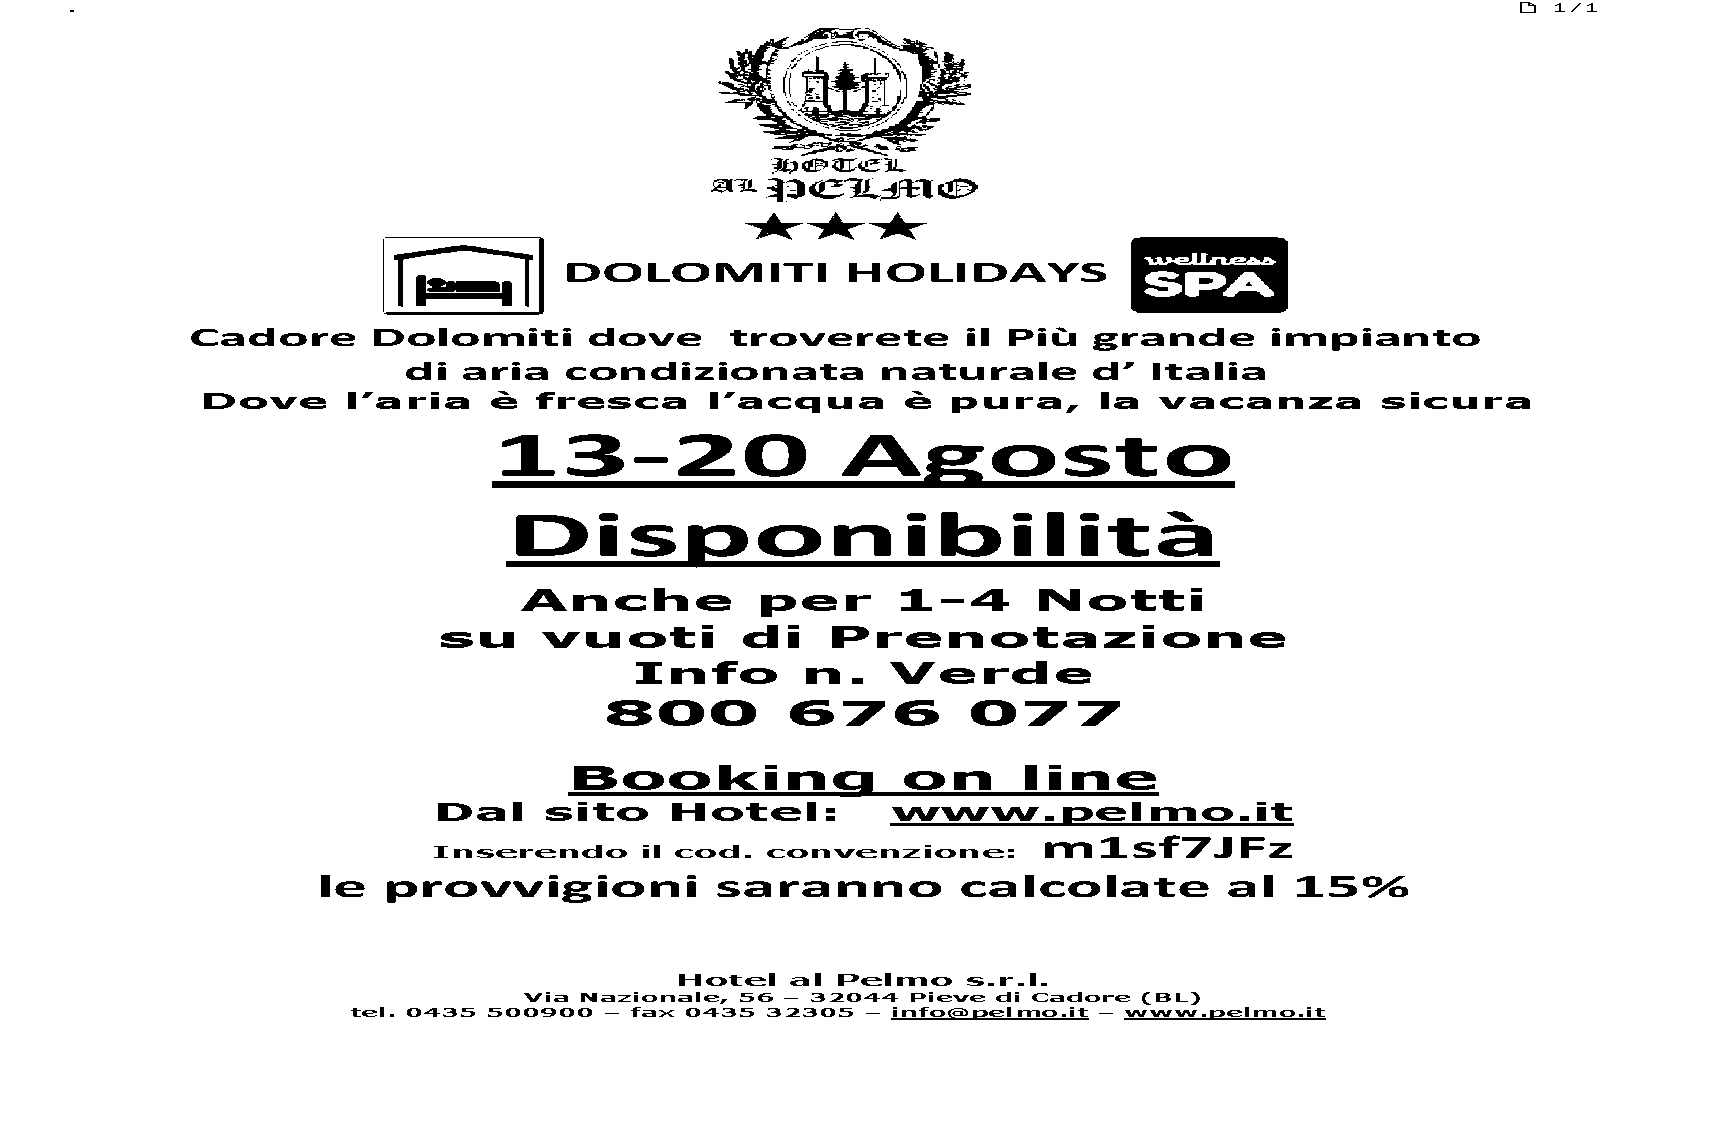 1/1
HOTEL
AL PELMO
DOLOMITI HOLIDAYS
wellness
SPA
Cadore Dolomiti dove troverete il Più grande impianto
di aria condizionata naturale d’ Italia
Dove l’aria è fresca l’acqua è pura, la vacanza sicura
13-20 Agosto
Disponibilità
Anche per 1-4 Notti
su vuoti di Prenotazione
Info n. Verde
800 676 077
Booking on line
Dal sito Hotel: www.pelmo.it
Inserendo il cod. convenzione: m1sf7JFz
le provvigioni saranno calcolate al 15%
Hotel al Pelmo s.r.l.
Via Nazionale, 56 – 32044 Pieve di Cadore (BL)
tel. 0435 500900 – fax 0435 32305 – info@pelmo.it – www.pelmo.it